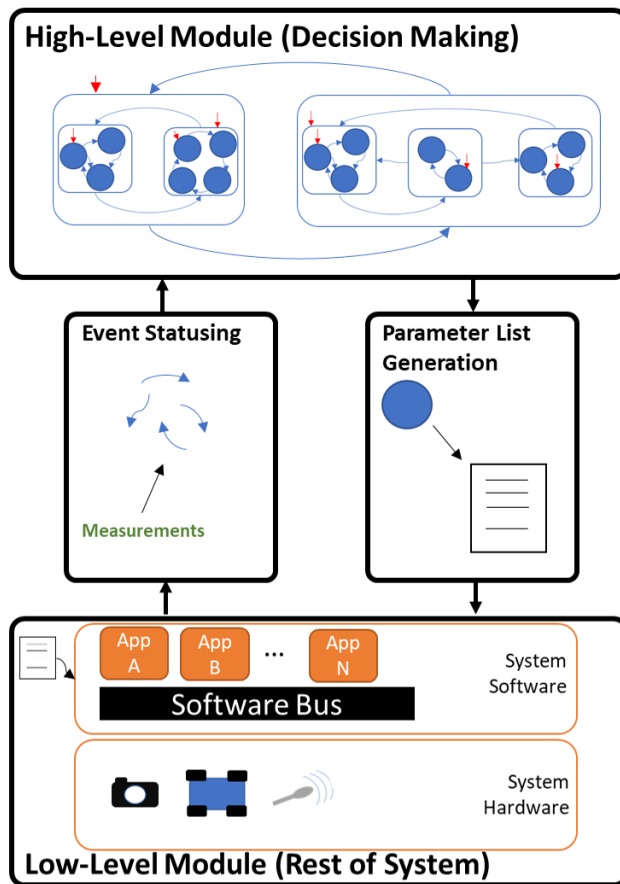 High-Level Module (Decision Making)
Event Statusing
Measurements
Parameter List
Generation
App
A
App
B
...
App
N
Software Bus
System
Software
System
Hardware
Low-Level Module (Rest of System)